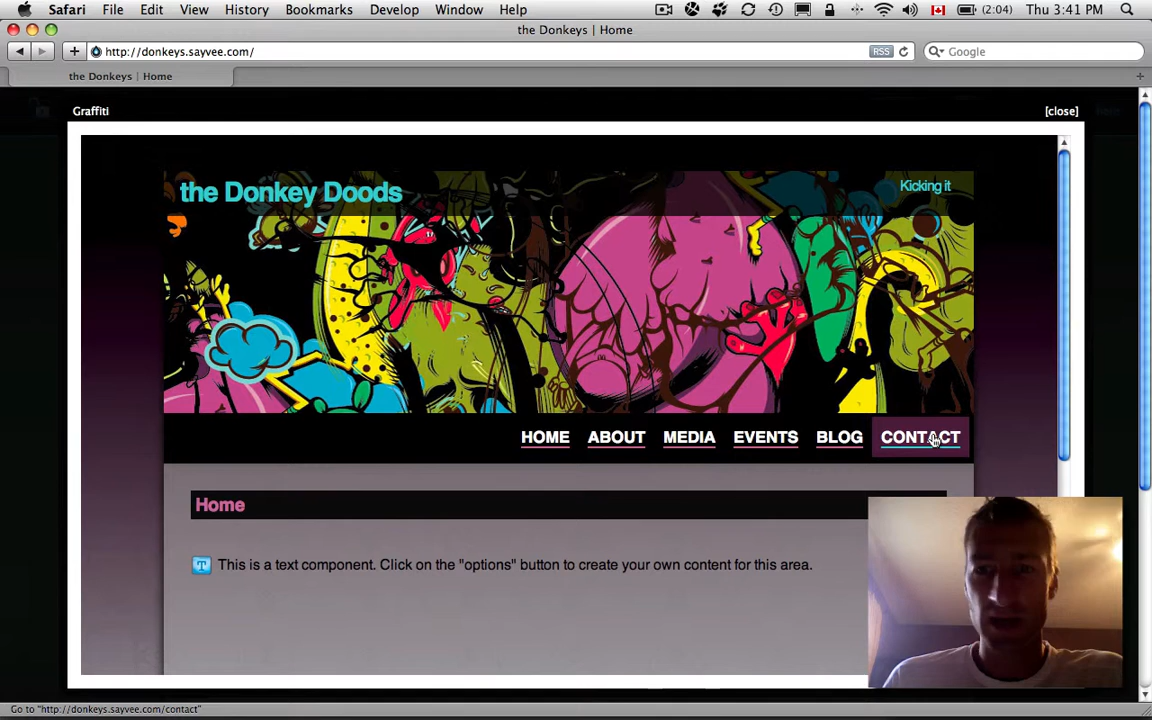 Safari File Edit View History Bookmarks Develop Window Help (2:04) Thu 3:41 PM
the Donkeys | Home
http://donkeys.sayvee.com/ RSS Google
the Donkeys | Home
Graffiti [close]
the Donkey Doods Kicking it
HOME ABOUT MEDIA EVENTS BLOG CONTACT
Home
T This is a text component. Click on the "options" button to create your own content for this area.
Go to "http://donkeys.sayvee.com/contact"